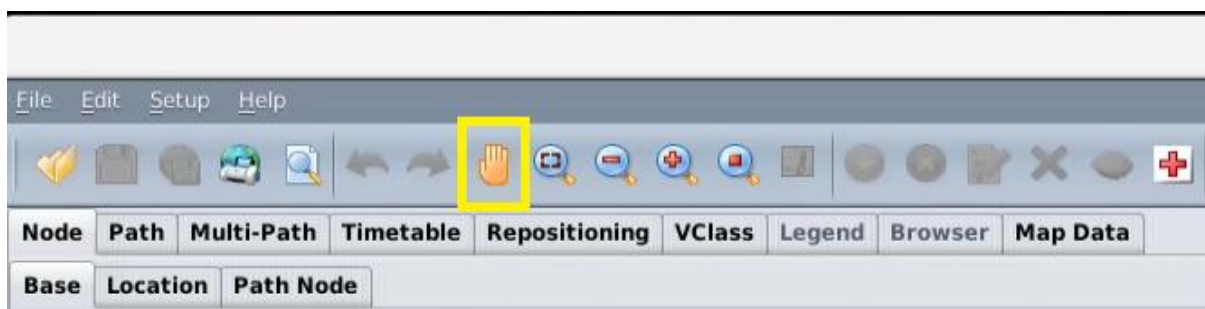 File Edit Setup Help
Node Path Multi-Path Timetable Repositioning VClass Legend Browser Map Data
Base Location Path Node